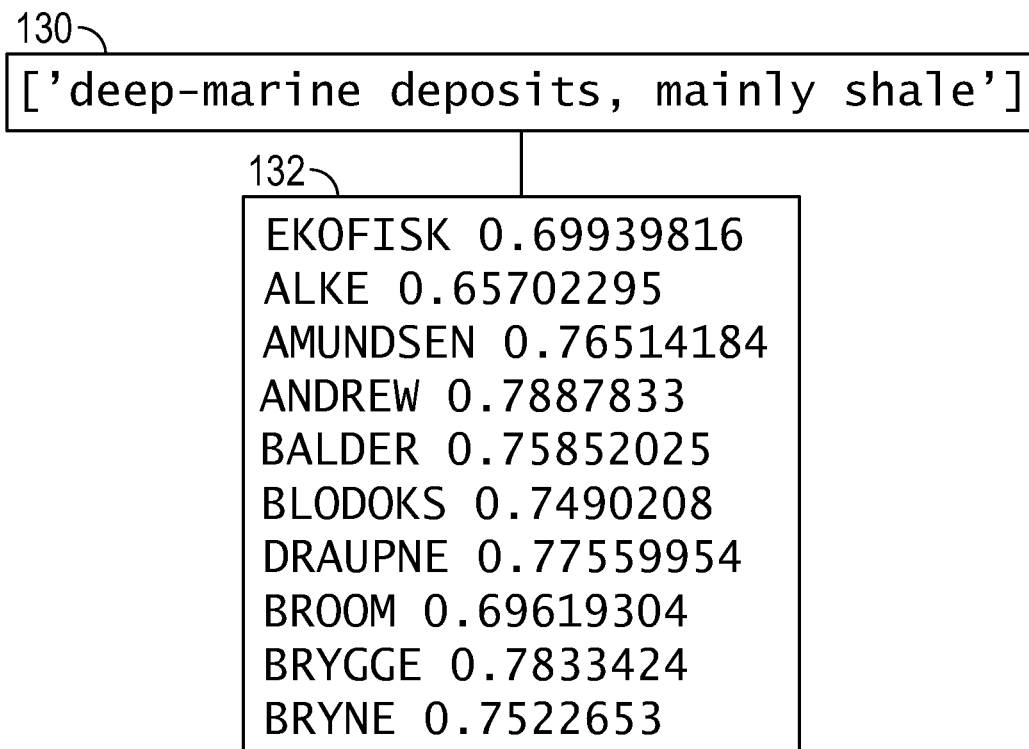 130
['deep-marine deposits, mainly shale']
132
EKOFISK 0.69939816
ALKE 0.65702295
AMUNDSEN 0.76514184
ANDREW 0.7887833
BALDER 0.75852025
BLODOKS 0.7490208
DRAUPNE 0.77559954
BROOM 0.69619304
BRYGGE 0.7833424
BRYNE 0.7522653